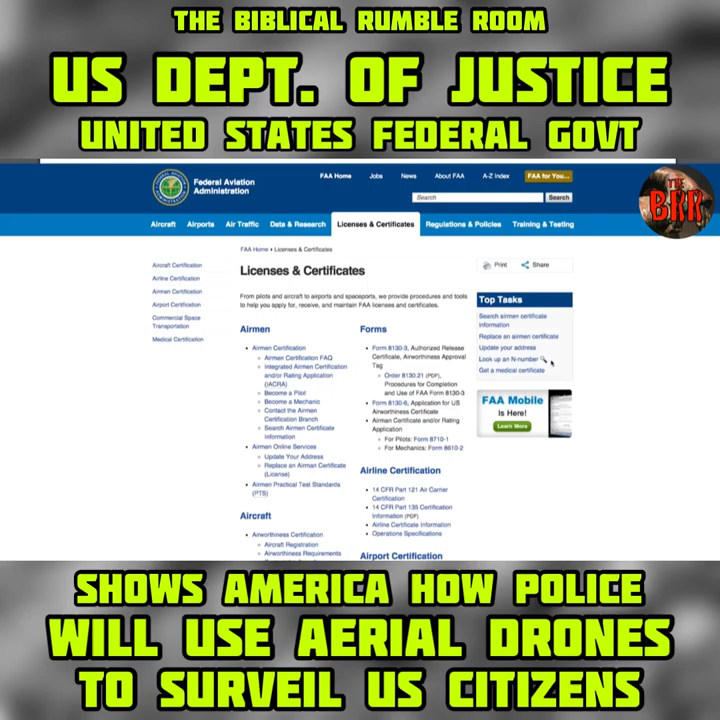 THE BIBLICAL RUMBLE ROOM
US DEPT. OF JUSTICE
UNITED STATES FEDERAL GOVT
THE
BRR
Federal Aviation
Administration
FAA Home
Jobs
News
About FAA
A-Z Index
FAA for You...
Search
Search
Aircraft
Airports
Air Traffic
Data & Research
Licenses & Certificates
Regulations & Policies
Training & Testing
FAA Home • Licenses & Certificates
Aircraft Certification
Airline Certification
Airmen Certification
Airport Certification
Commercial Space
Transportation
Medical Certification
Licenses & Certificates
Print
Share
From pilots and aircraft to airports and spaceports, we provide procedures and tools
to help you apply for, receive, and maintain FAA licenses and certificates.
Airmen
• Airmen Certification
Airmen Certification FAQ
Integrated Airmen Certification
and/or Rating Application
(IACRA)
Become a Pilot
Become a Mechanic
Contact the Airmen
Certification Branch
Search Airmen Certificate
Information
• Airmen Online Services
Update Your Address
Replace an Airman Certificate
(License)
• Airmen Practical Test Standards
(PTS)
Aircraft
• Airworthiness Certification
Aircraft Registration
Airworthiness Requirements
Forms
• Form 8130-3, Authorized Release
Certificate, Airworthiness Approval
Tag
Order 8130.21 (PDF),
Procedures for Completion
and Use of FAA Form 8130-3
• Form 8130-6, Application for US
Airworthiness Certificate
• Airman Certificate and/or Rating
Application
For Pilots: Form 8710-1
For Mechanics: Form 8610-2
Airline Certification
• 14 CFR Part 121 Air Carrier
Certification
• 14 CFR Part 135 Certification
Information (PDF)
• Airline Certificate Information
• Operations Specifications
Airport Certification
Top Tasks
Search airmen certificate
information
Replace an airmen certificate
Update your address
Look up an N-number
Get a medical certificate
FAA Mobile
Is Here!
Learn More
SHOWS AMERICA HOW POLICE
WILL USE AERIAL DRONES
TO SURVEIL US CITIZENS